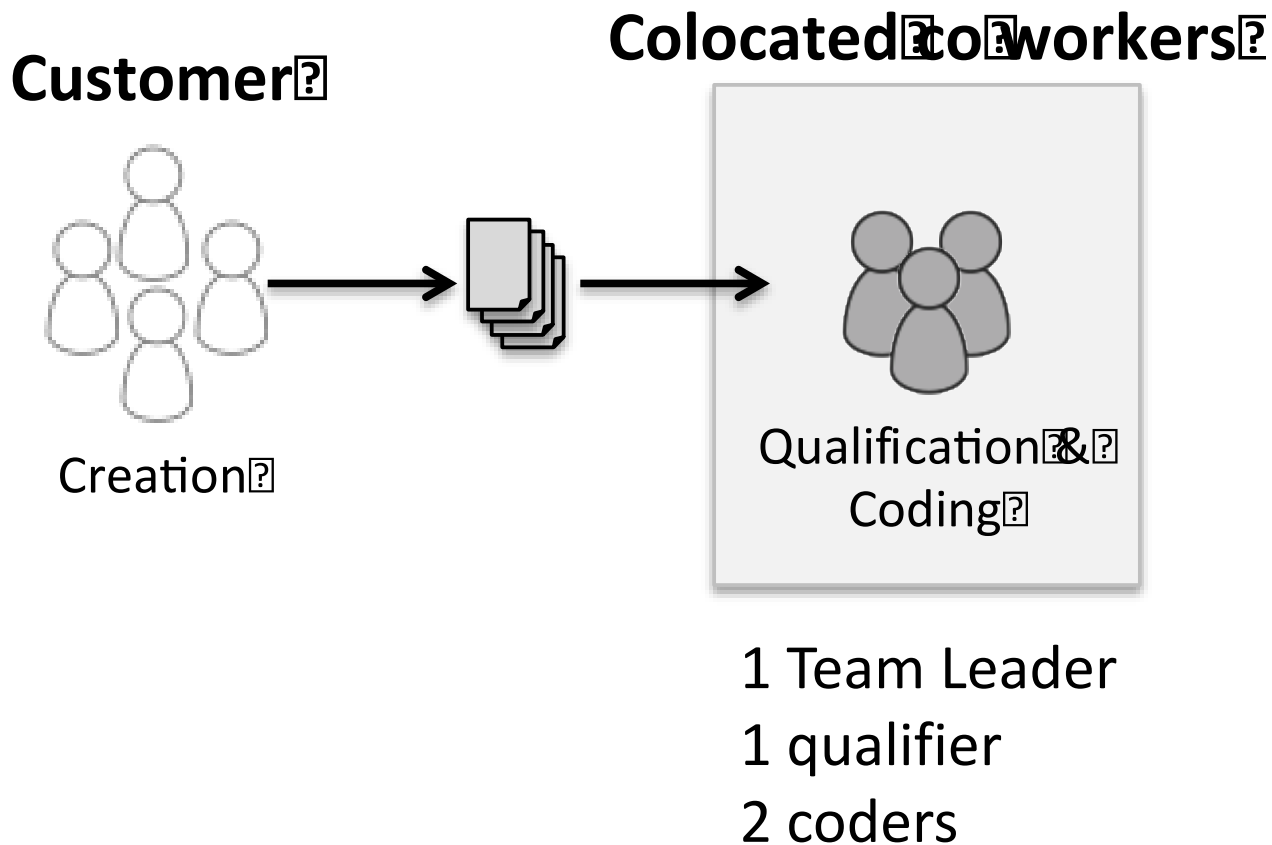 Colocated co workers
Customer
Creation
Qualification &
Coding
1 Team Leader
1 qualifier
2 coders